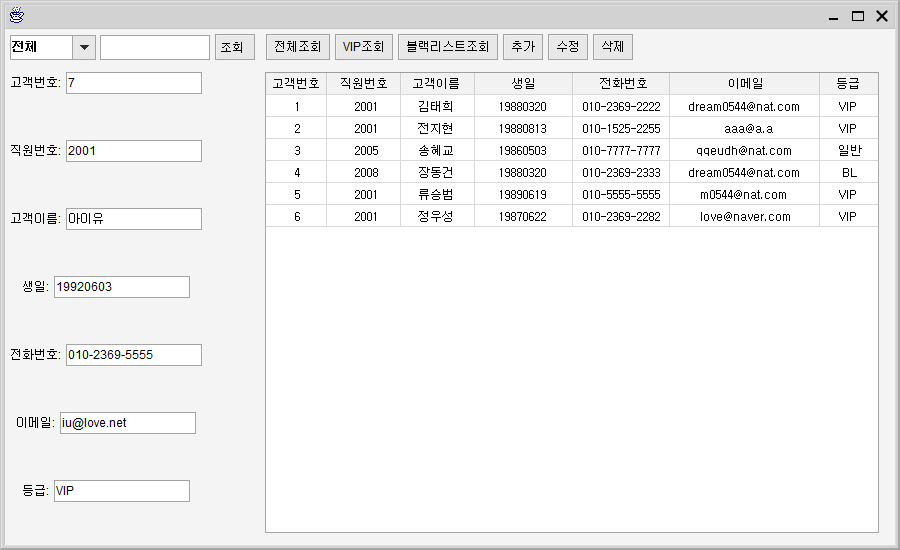 전체 조회 전체조회 VIP조회 블랙리스트조회 추가 수정 삭제
고객번호: 7
직원번호: 2001
고객이름: 아이유
생일: 19920603
전화번호: 010-2369-5555
이메일: iu@love.net
등급: VIP
고객번호 직원번호 고객이름 생일 전화번호 이메일 등급
1 2001 김태희 19880320 010-2369-2222 dream0544@nat.com VIP
2 2001 전지현 19880813 010-1525-2255 aaa@a.a VIP
3 2005 송혜교 19860503 010-7777-7777 qqeudh@nat.com 일반
4 2008 장동건 19880320 010-2369-2333 dream0544@nat.com BL
5 2001 류승범 19890619 010-5555-5555 m0544@nat.com VIP
6 2001 정우성 19870622 010-2369-2282 love@naver.com VIP